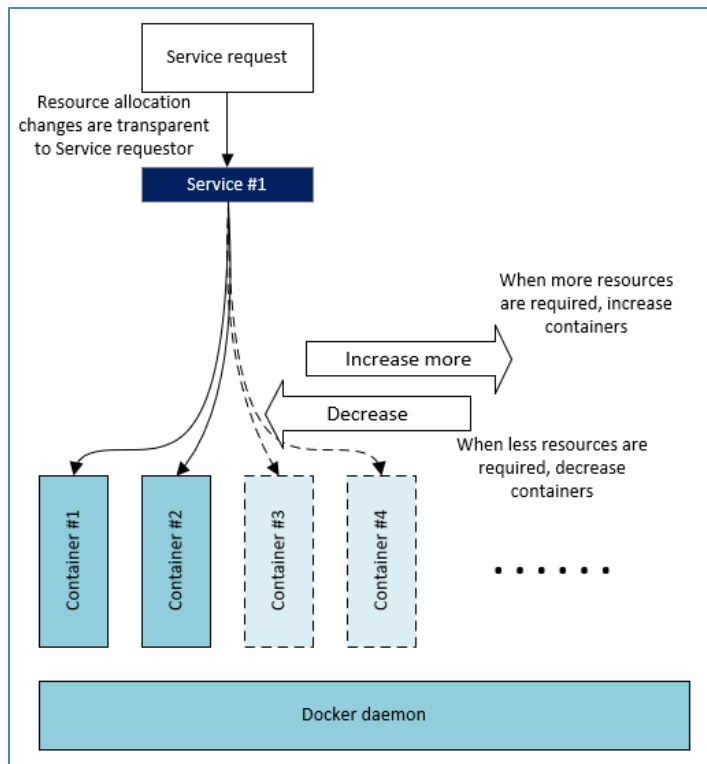 Service request
Resource allocation
changes are transparent
to Service requestor
Service #1
When more resources
are required, increase
containers
Increase more
Decrease
When less resources are
required, decrease
containers
Container #1
Container #2
Container #3
Container #4
......
Docker daemon